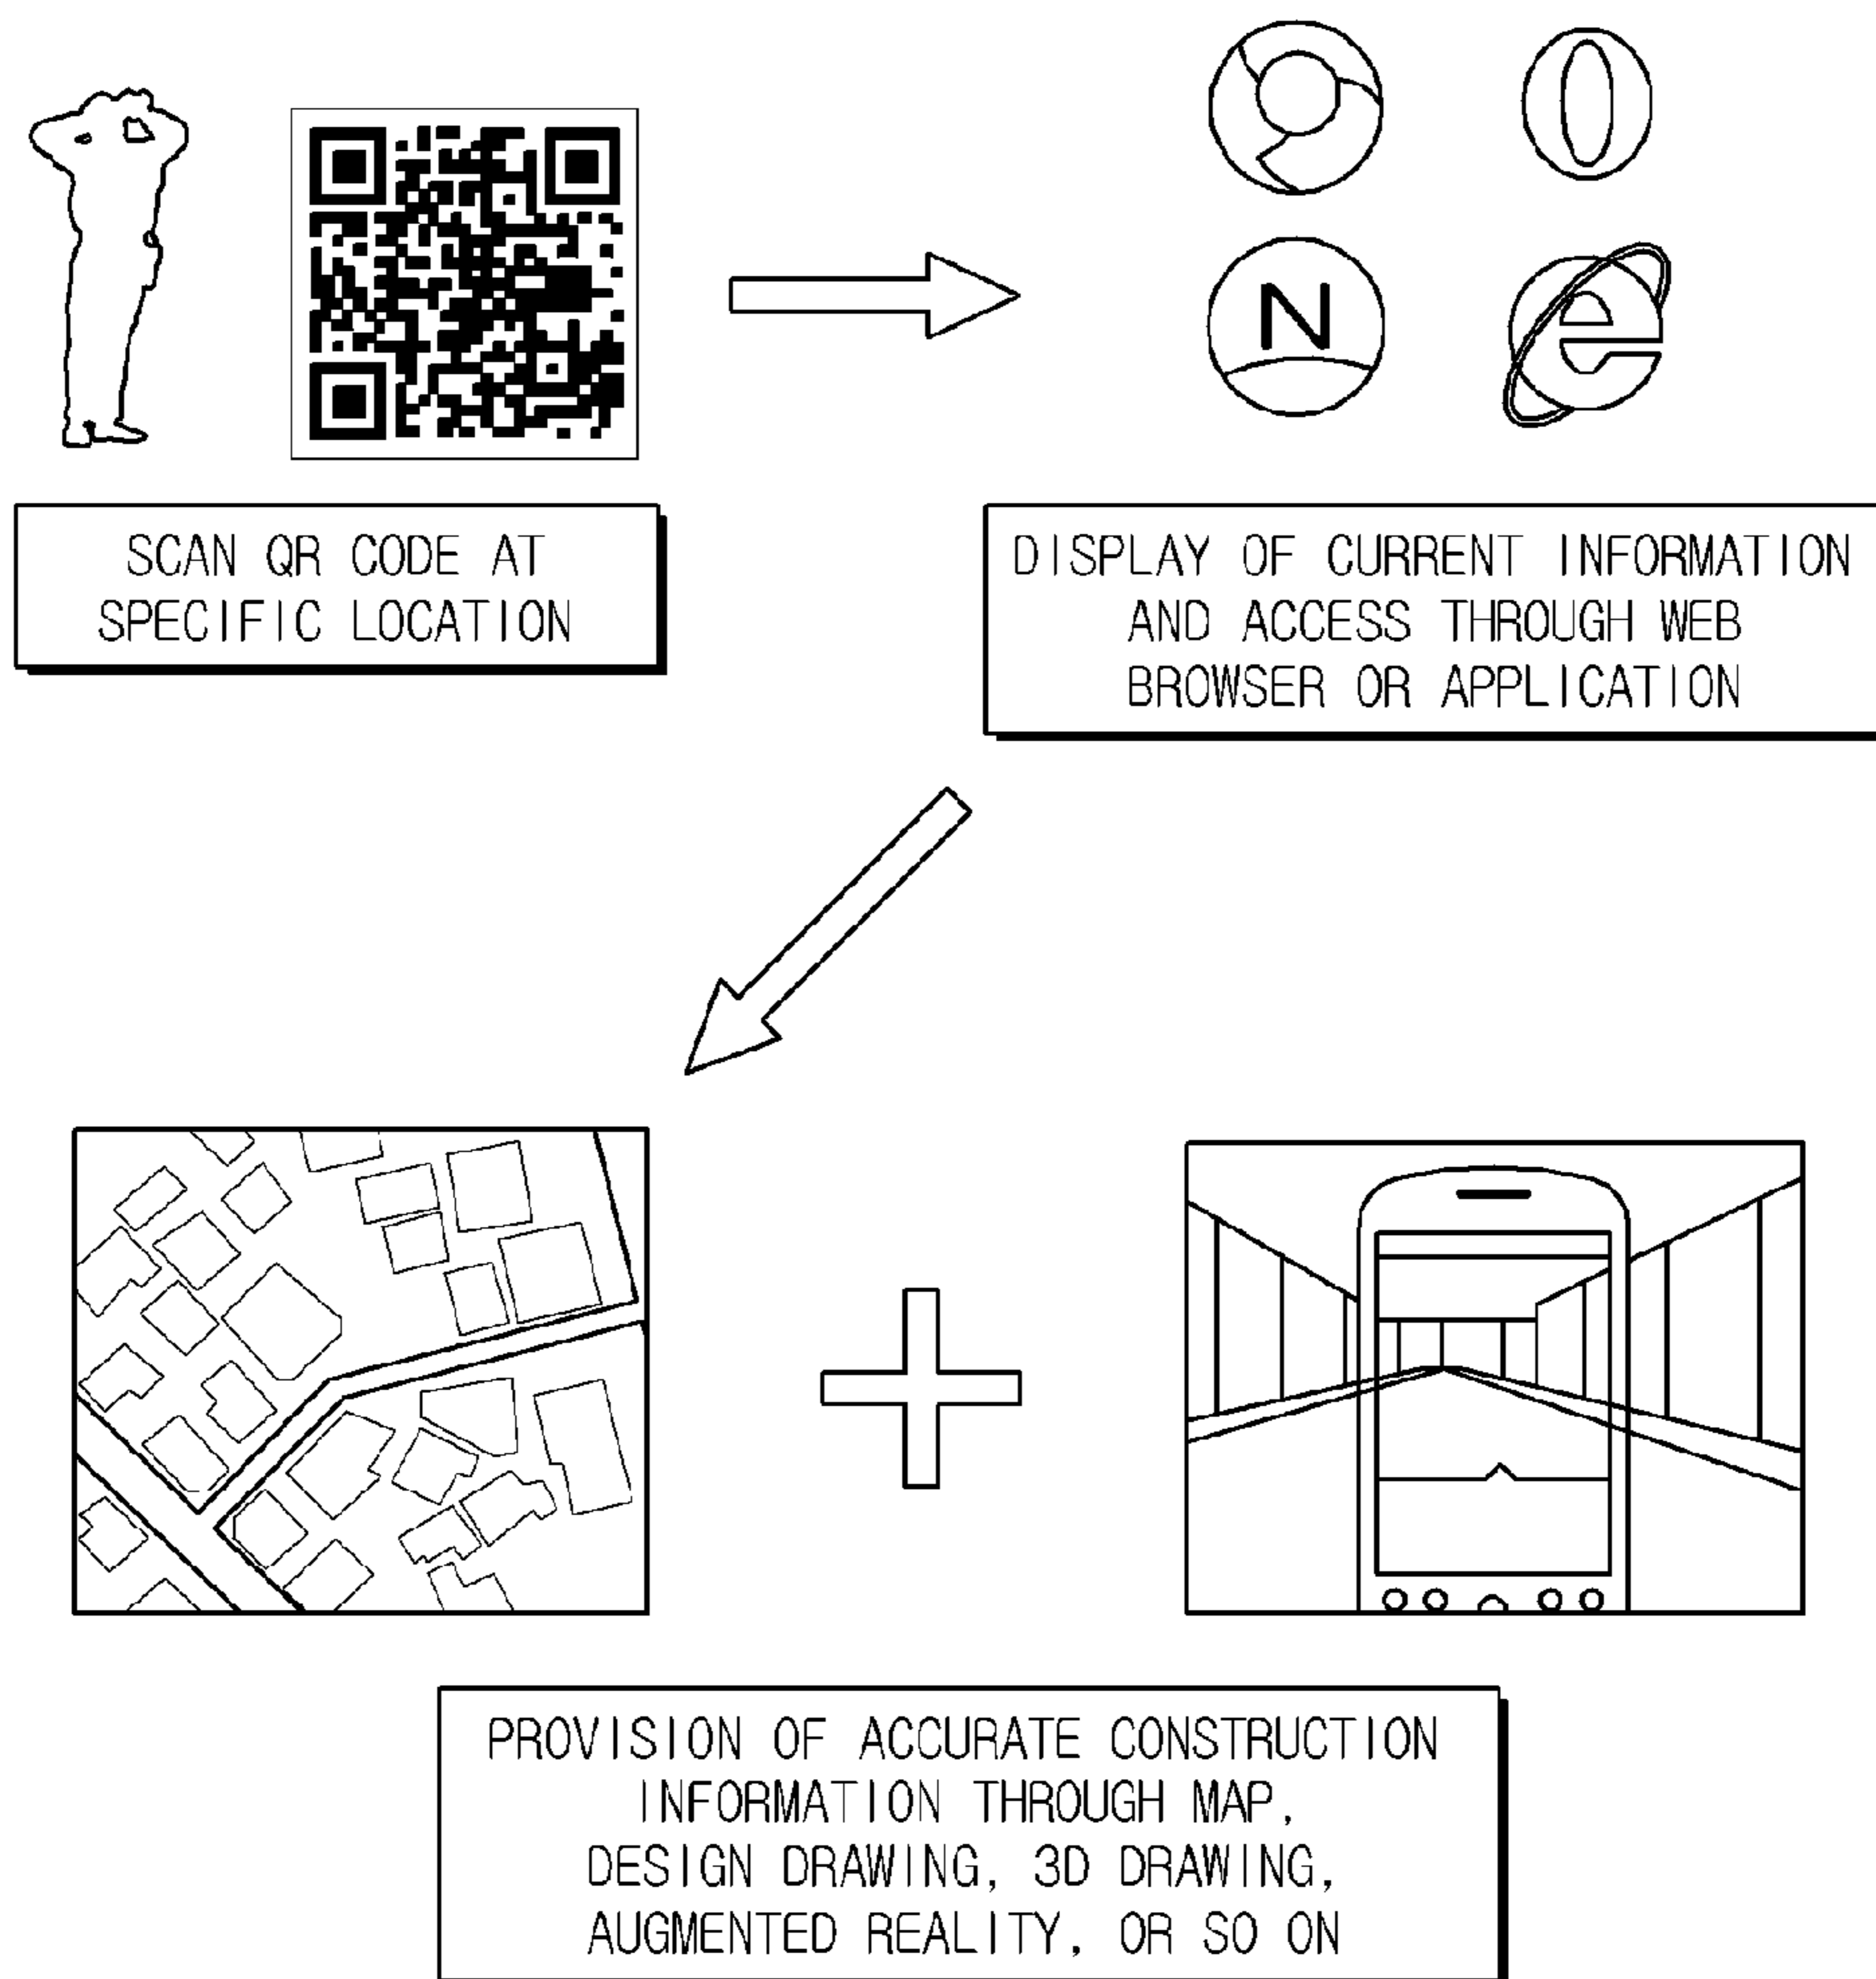 N
e
SCAN QR CODE AT
SPECIFIC LOCATION
DISPLAY OF CURRENT INFORMATION
AND ACCESS THROUGH WEB
BROWSER OR APPLICATION
PROVISION OF ACCURATE CONSTRUCTION
INFORMATION THROUGH MAP,
DESIGN DRAWING, 3D DRAWING,
AUGMENTED REALITY, OR SO ON